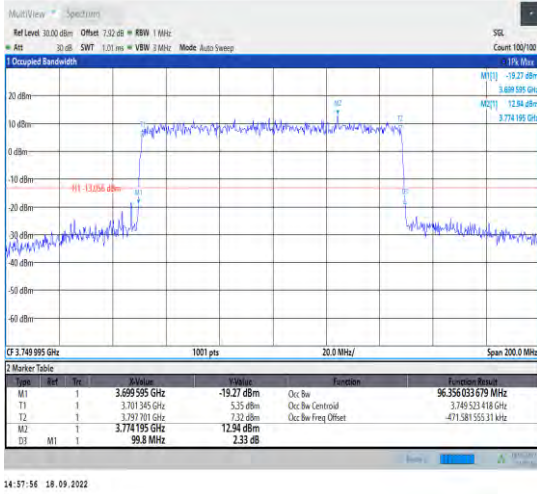 MultiView Spectrum
Ref Level 30.00 dBm Offset 7.92 dB RBW 1 MHz SGL
Att 30 dB SWT 1.01 ms VBW 3 MHz Mode Auto Sweep Count 100/100
1 Occupied Bandwidth 1Pk Max
M1[1] -19.27 dBm
3.699 595 GHz
M2[1] 12.94 dBm
3.774 195 GHz
20 dBm
M2
10 dBm
0 dBm
-10 dBm
H1 -13.056 dBm
M1
-20 dBm
-30 dBm
-40 dBm
-50 dBm
-60 dBm
CF 3.749 995 GHz 1001 pts 20.0 MHz/ Span 200.0 MHz
2 Marker Table
Type Ref Trc X-Value Y-Value Function Function Result
M1 1 3.699 595 GHz -19.27 dBm Occ Bw 96.356 033 679 MHz
T1 1 3.701 345 GHz 5.35 dBm Occ Bw Centroid 3.749 523 418 GHz
T2 1 3.797 701 GHz 7.32 dBm Occ Bw Freq Offset -471.581 555 31 kHz
M2 1 3.774 195 GHz 12.94 dBm
D3 M1 1 99.8 MHz 2.33 dB
14:57:56 18.09.2022